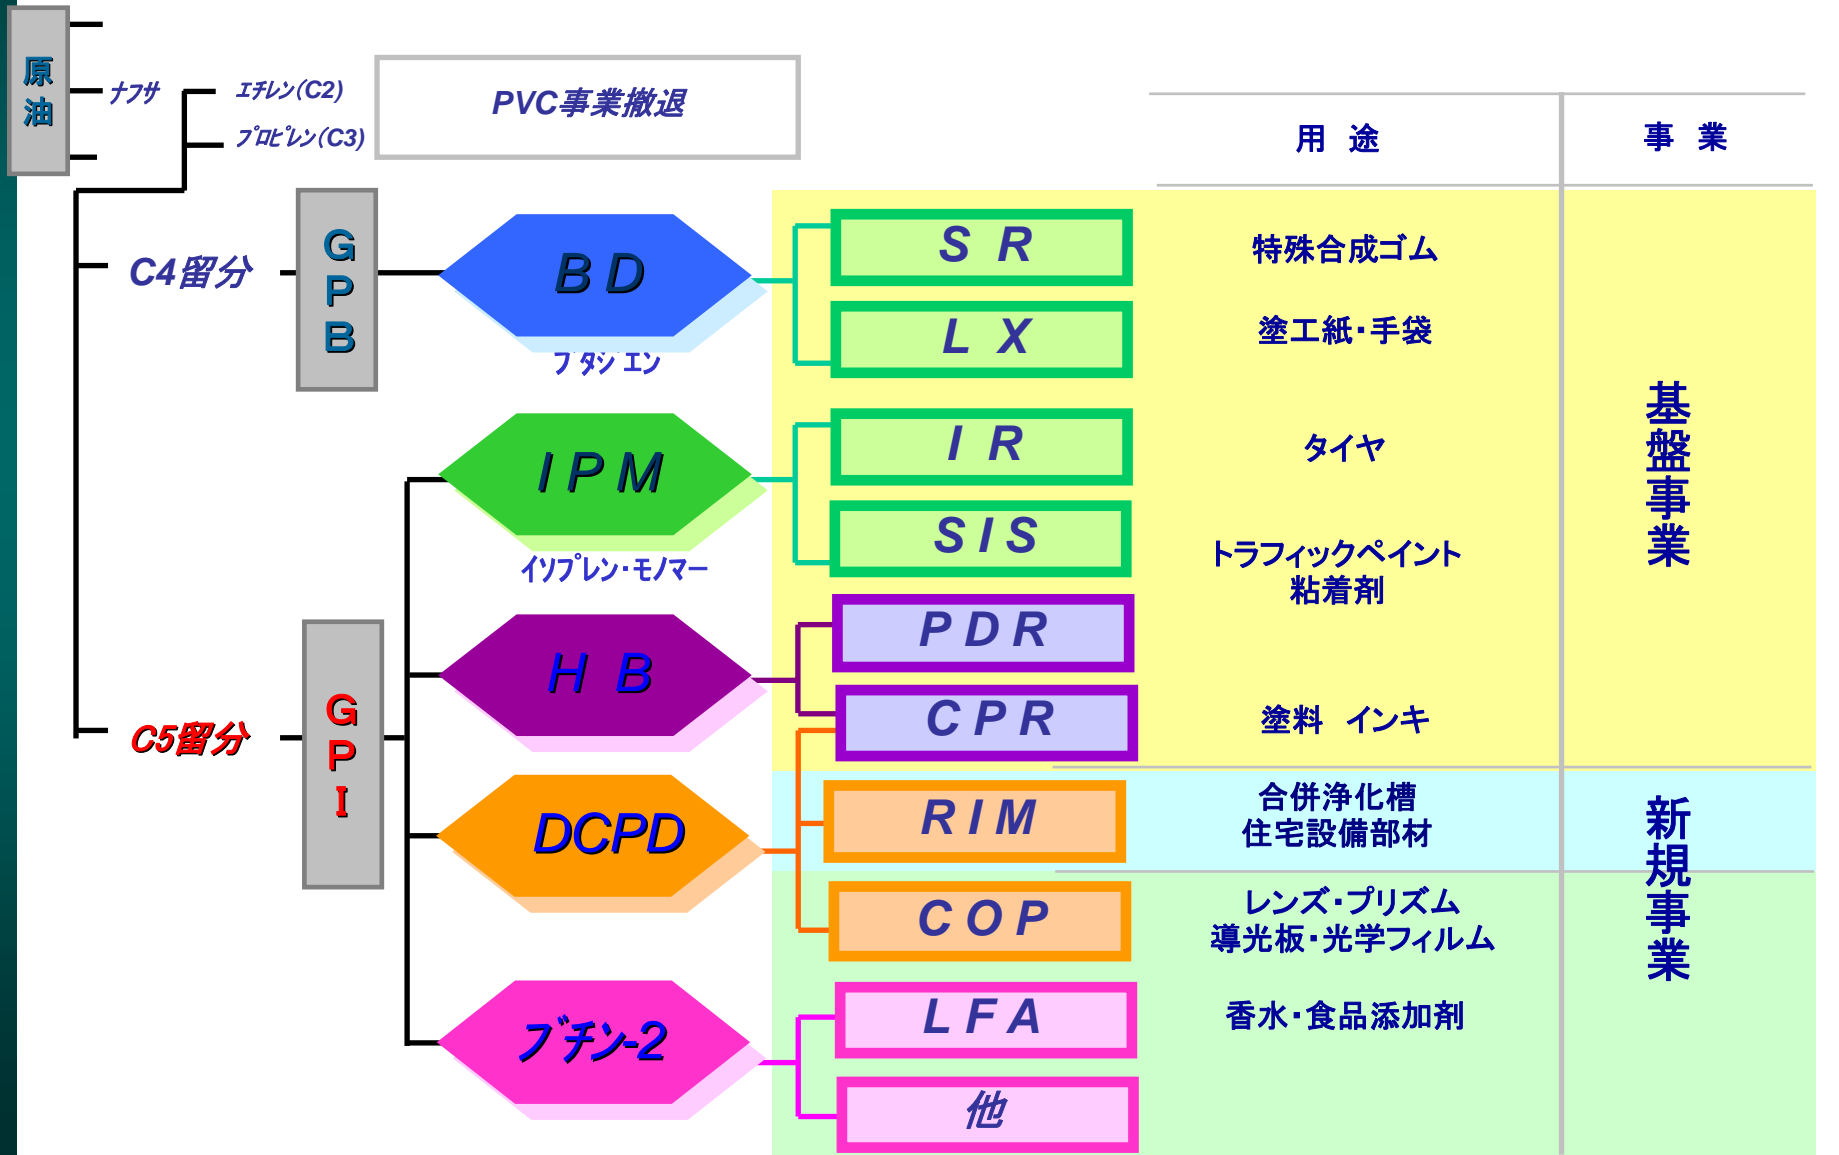 原油
ナフサ
エチレン(C2)
プロピレン(C3)
PVC事業撤退
用 途
事 業
C4留分
GPB
BD
ブタジエン
SR
特殊合成ゴム
LX
塗工紙・手袋
IPM
イソプレン・モノマー
IR
タイヤ
SIS
トラフィックペイント
粘着剤
基盤事業
C5留分
GPI
HB
PDR
CPR
塗料 インキ
DCPD
RIM
合併浄化槽
住宅設備部材
COP
レンズ・プリズム
導光板・光学フィルム
新規事業
ブチン-2
LFA
香水・食品添加剤
他